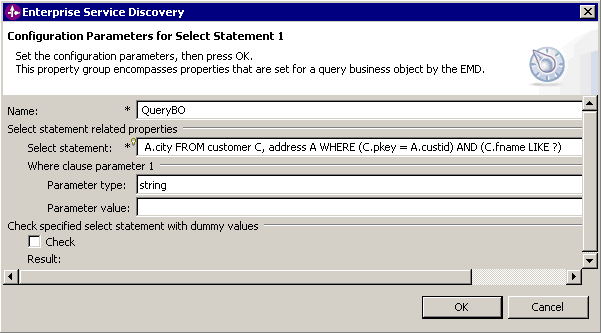 Enterprise Service Discovery
Configuration Parameters for Select Statement 1
Set the configuration parameters, then press OK.
This property group encompasses properties that are set for a query business object by the EMD.
Name: * QueryBO
Select statement related properties
Select statement: * A.city FROM customer C, address A WHERE (C.pkey = A.custid) AND (C.fname LIKE ?)
Where clause parameter 1
Parameter type: string
Parameter value:
Check specified select statement with dummy values
Check
Result:
OK Cancel